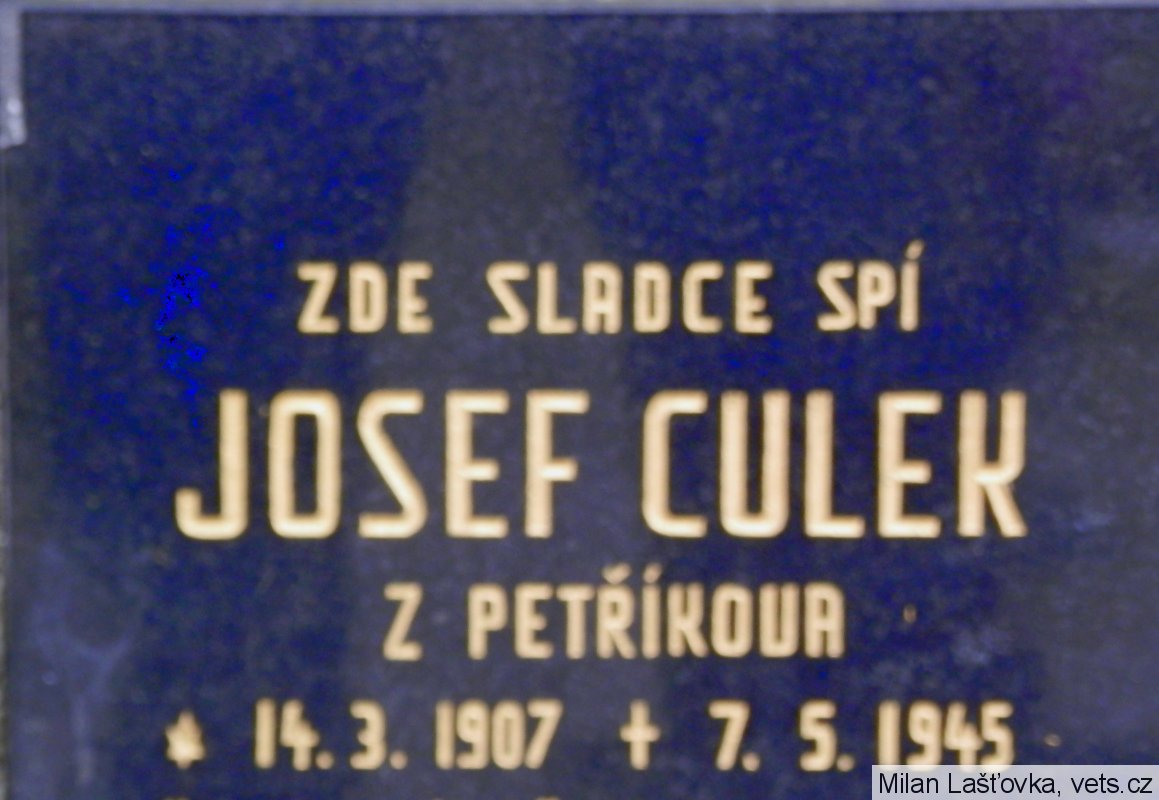 ZDE SLADCE SPÍ
JOSEF CULEK
Z PETŘÍKOVA
* 14. 3. 1907 † 7. 5. 1945
Milan Lašťovka, vets.cz